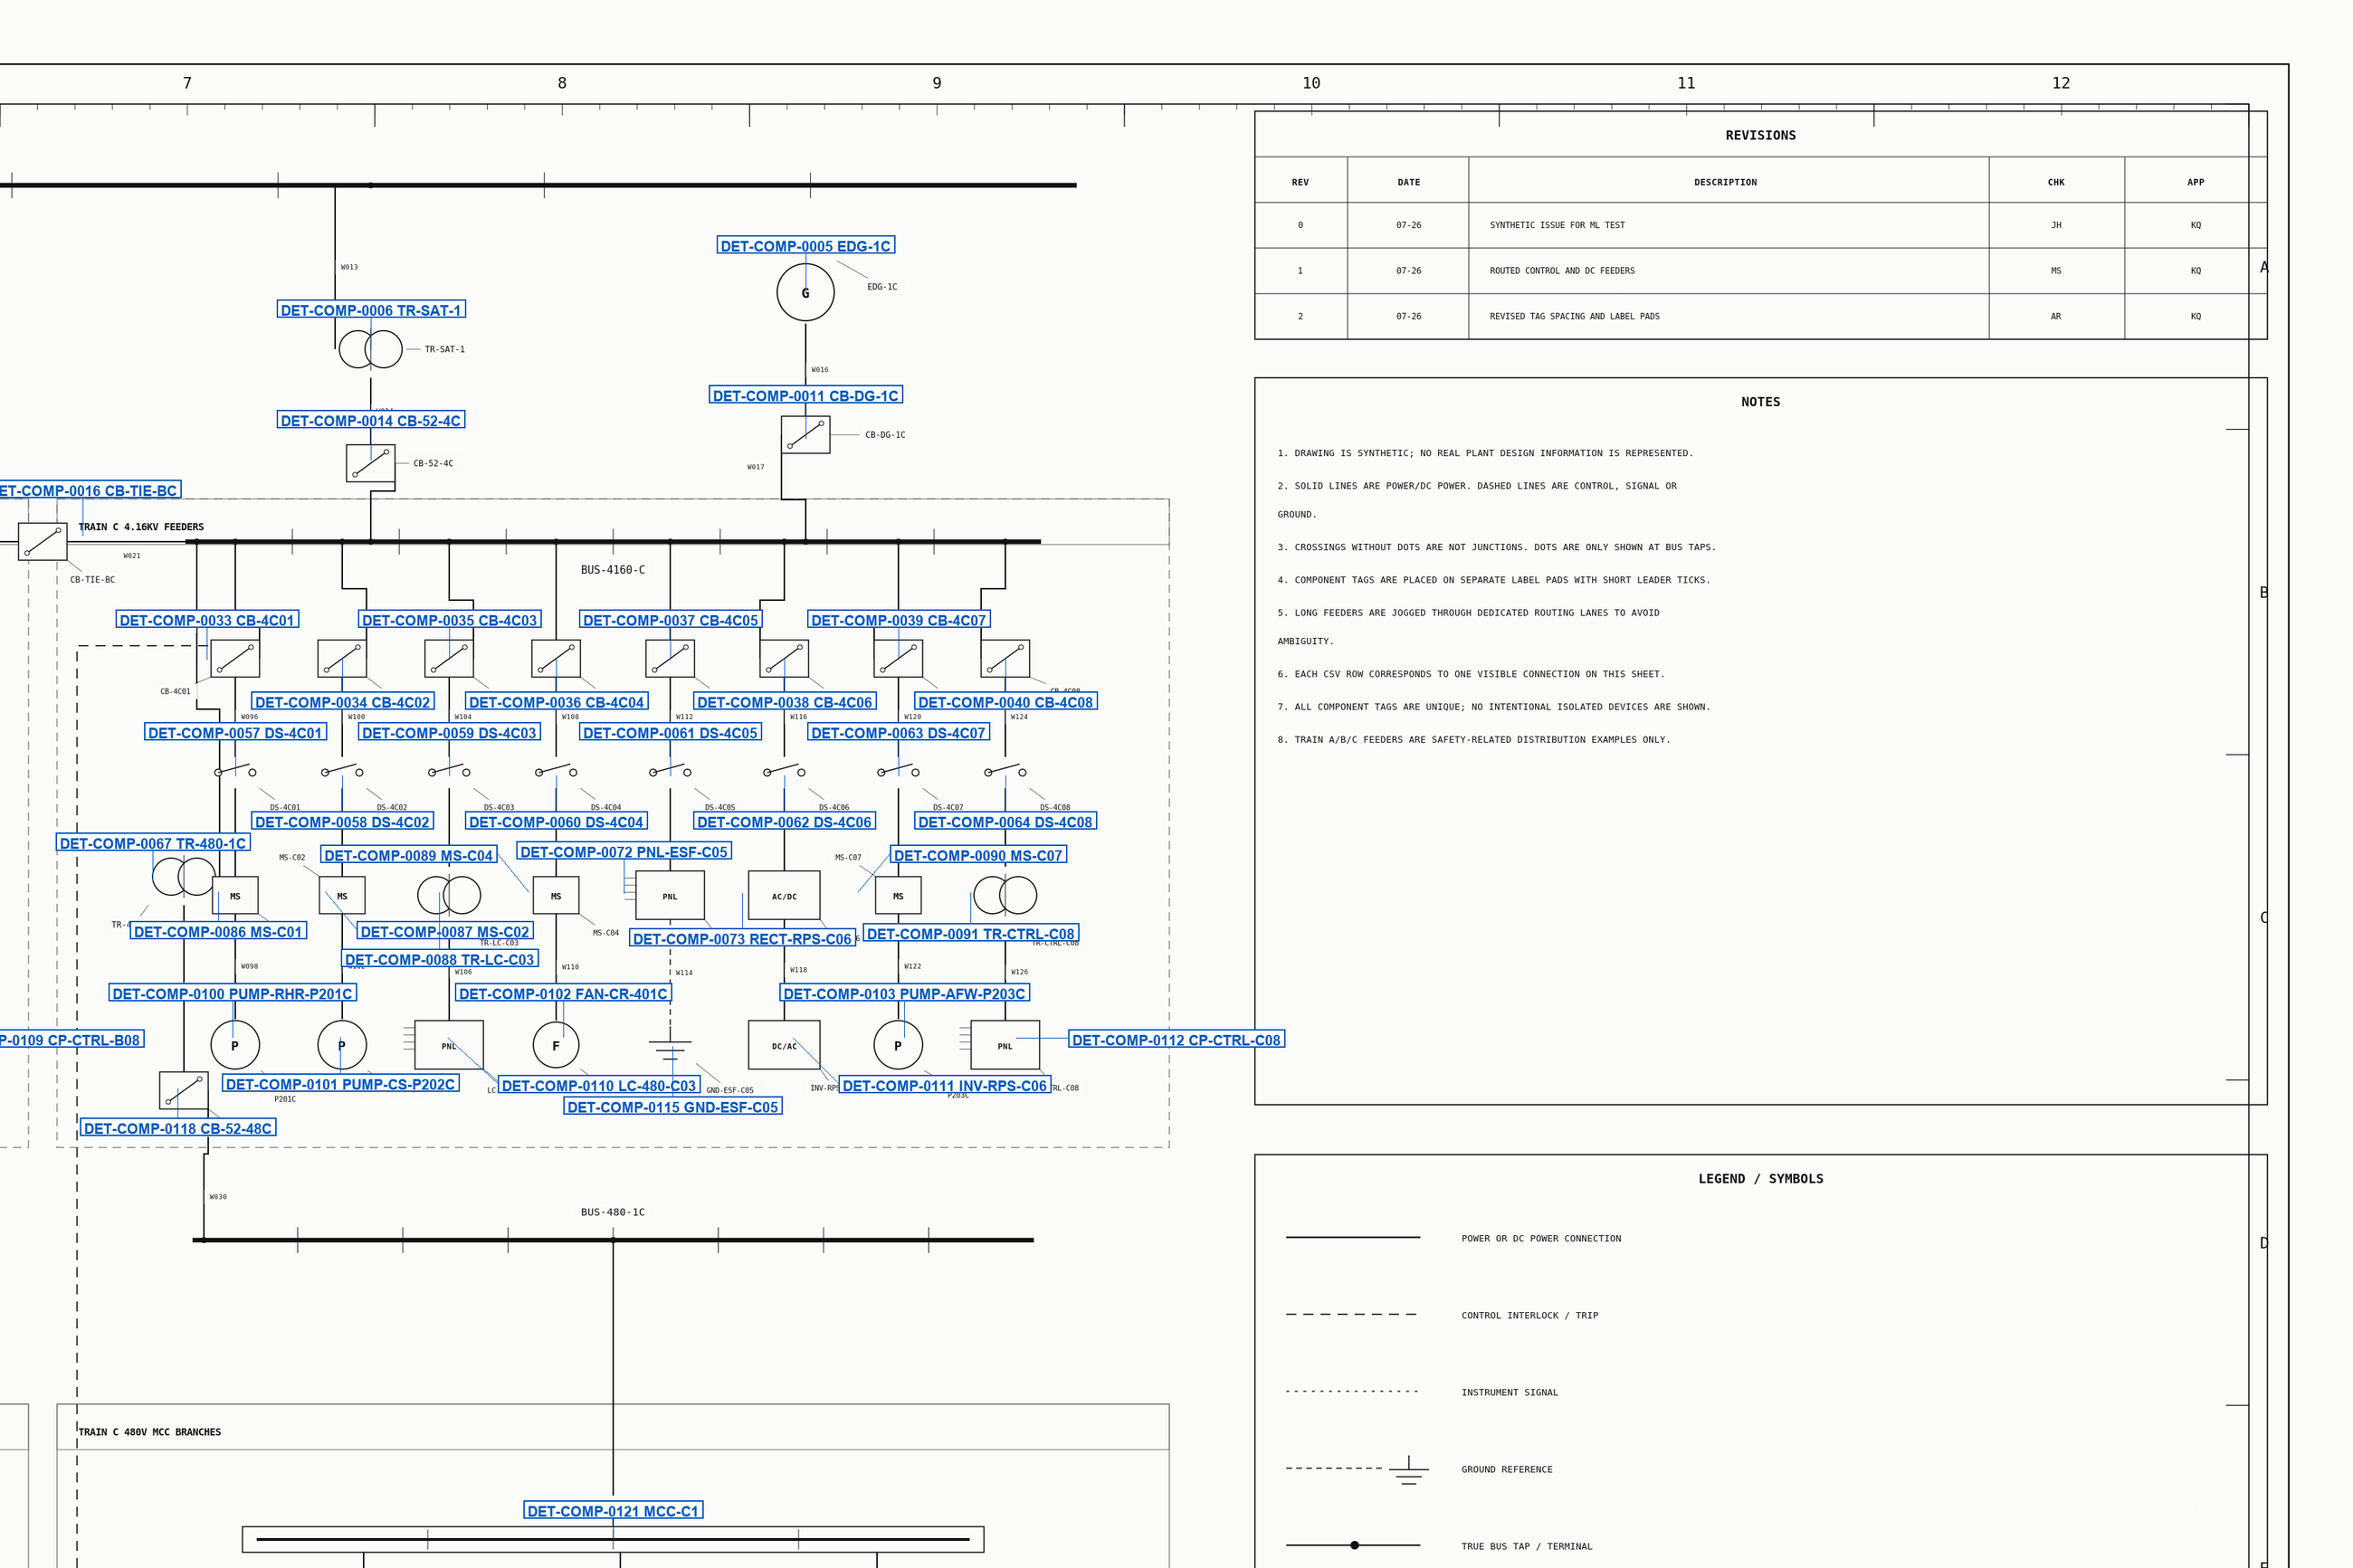 7 8 9 10 11 12
REVISIONS
REV DATE DESCRIPTION CHK APP
0 07-26 SYNTHETIC ISSUE FOR ML TEST JH KQ
1 07-26 ROUTED CONTROL AND DC FEEDERS MS KQ
2 07-26 REVISED TAG SPACING AND LABEL PADS AR KQ
A
B
C
D
NOTES
1. DRAWING IS SYNTHETIC; NO REAL PLANT DESIGN INFORMATION IS REPRESENTED.
2. SOLID LINES ARE POWER/DC POWER. DASHED LINES ARE CONTROL, SIGNAL OR
GROUND.
3. CROSSINGS WITHOUT DOTS ARE NOT JUNCTIONS. DOTS ARE ONLY SHOWN AT BUS TAPS.
4. COMPONENT TAGS ARE PLACED ON SEPARATE LABEL PADS WITH SHORT LEADER TICKS.
5. LONG FEEDERS ARE JOGGED THROUGH DEDICATED ROUTING LANES TO AVOID
AMBIGUITY.
6. EACH CSV ROW CORRESPONDS TO ONE VISIBLE CONNECTION ON THIS SHEET.
7. ALL COMPONENT TAGS ARE UNIQUE; NO INTENTIONAL ISOLATED DEVICES ARE SHOWN.
8. TRAIN A/B/C FEEDERS ARE SAFETY-RELATED DISTRIBUTION EXAMPLES ONLY.
LEGEND / SYMBOLS
POWER OR DC POWER CONNECTION
CONTROL INTERLOCK / TRIP
INSTRUMENT SIGNAL
GROUND REFERENCE
TRUE BUS TAP / TERMINAL
DET-COMP-0005 EDG-1C
W013
G
EDG-1C
DET-COMP-0006 TR-SAT-1
TR-SAT-1
W016
DET-COMP-0011 CB-DG-1C
DET-COMP-0014 CB-52-4C
CB-DG-1C
CB-52-4C
W017
ET-COMP-0016 CB-TIE-BC
TRAIN C 4.16KV FEEDERS
W021
BUS-4160-C
CB-TIE-BC
DET-COMP-0033 CB-4C01 DET-COMP-0035 CB-4C03 DET-COMP-0037 CB-4C05 DET-COMP-0039 CB-4C07
CB-4C01
DET-COMP-0034 CB-4C02 DET-COMP-0036 CB-4C04 DET-COMP-0038 CB-4C06 DET-COMP-0040 CB-4C08
W096 W100 W104 W108 W112 W116 W120 W124
DET-COMP-0057 DS-4C01 DET-COMP-0059 DS-4C03 DET-COMP-0061 DS-4C05 DET-COMP-0063 DS-4C07
DS-4C01 DS-4C02 DS-4C03 DS-4C04 DS-4C05 DS-4C06 DS-4C07 DS-4C08
DET-COMP-0058 DS-4C02 DET-COMP-0060 DS-4C04 DET-COMP-0062 DS-4C06 DET-COMP-0064 DS-4C08
DET-COMP-0067 TR-480-1C
MS-C02 DET-COMP-0089 MS-C04 DET-COMP-0072 PNL-ESF-C05 MS-C07 DET-COMP-0090 MS-C07
MS MS MS PNL AC/DC MS
TR-4
DET-COMP-0086 MS-C01 DET-COMP-0087 MS-C02 MS-C04 DET-COMP-0073 RECT-RPS-C06 6 DET-COMP-0091 TR-CTRL-C08
TR-LC-C03 TR-CTRL-C08
DET-COMP-0088 TR-LC-C03
W098 W106 W110 W114 W118 W122 W126
DET-COMP-0100 PUMP-RHR-P201C DET-COMP-0102 FAN-CR-401C DET-COMP-0103 PUMP-AFW-P203C
P-0109 CP-CTRL-B08
P P PNL F DC/AC P PNL
DET-COMP-0112 CP-CTRL-C08
DET-COMP-0101 PUMP-CS-P202C LC DET-COMP-0110 LC-480-C03 GND-ESF-C05 INV-RPS DET-COMP-0111 INV-RPS-C06 TRL-C08
P201C P203C
DET-COMP-0115 GND-ESF-C05
DET-COMP-0118 CB-52-48C
W030
BUS-480-1C
TRAIN C 480V MCC BRANCHES
DET-COMP-0121 MCC-C1